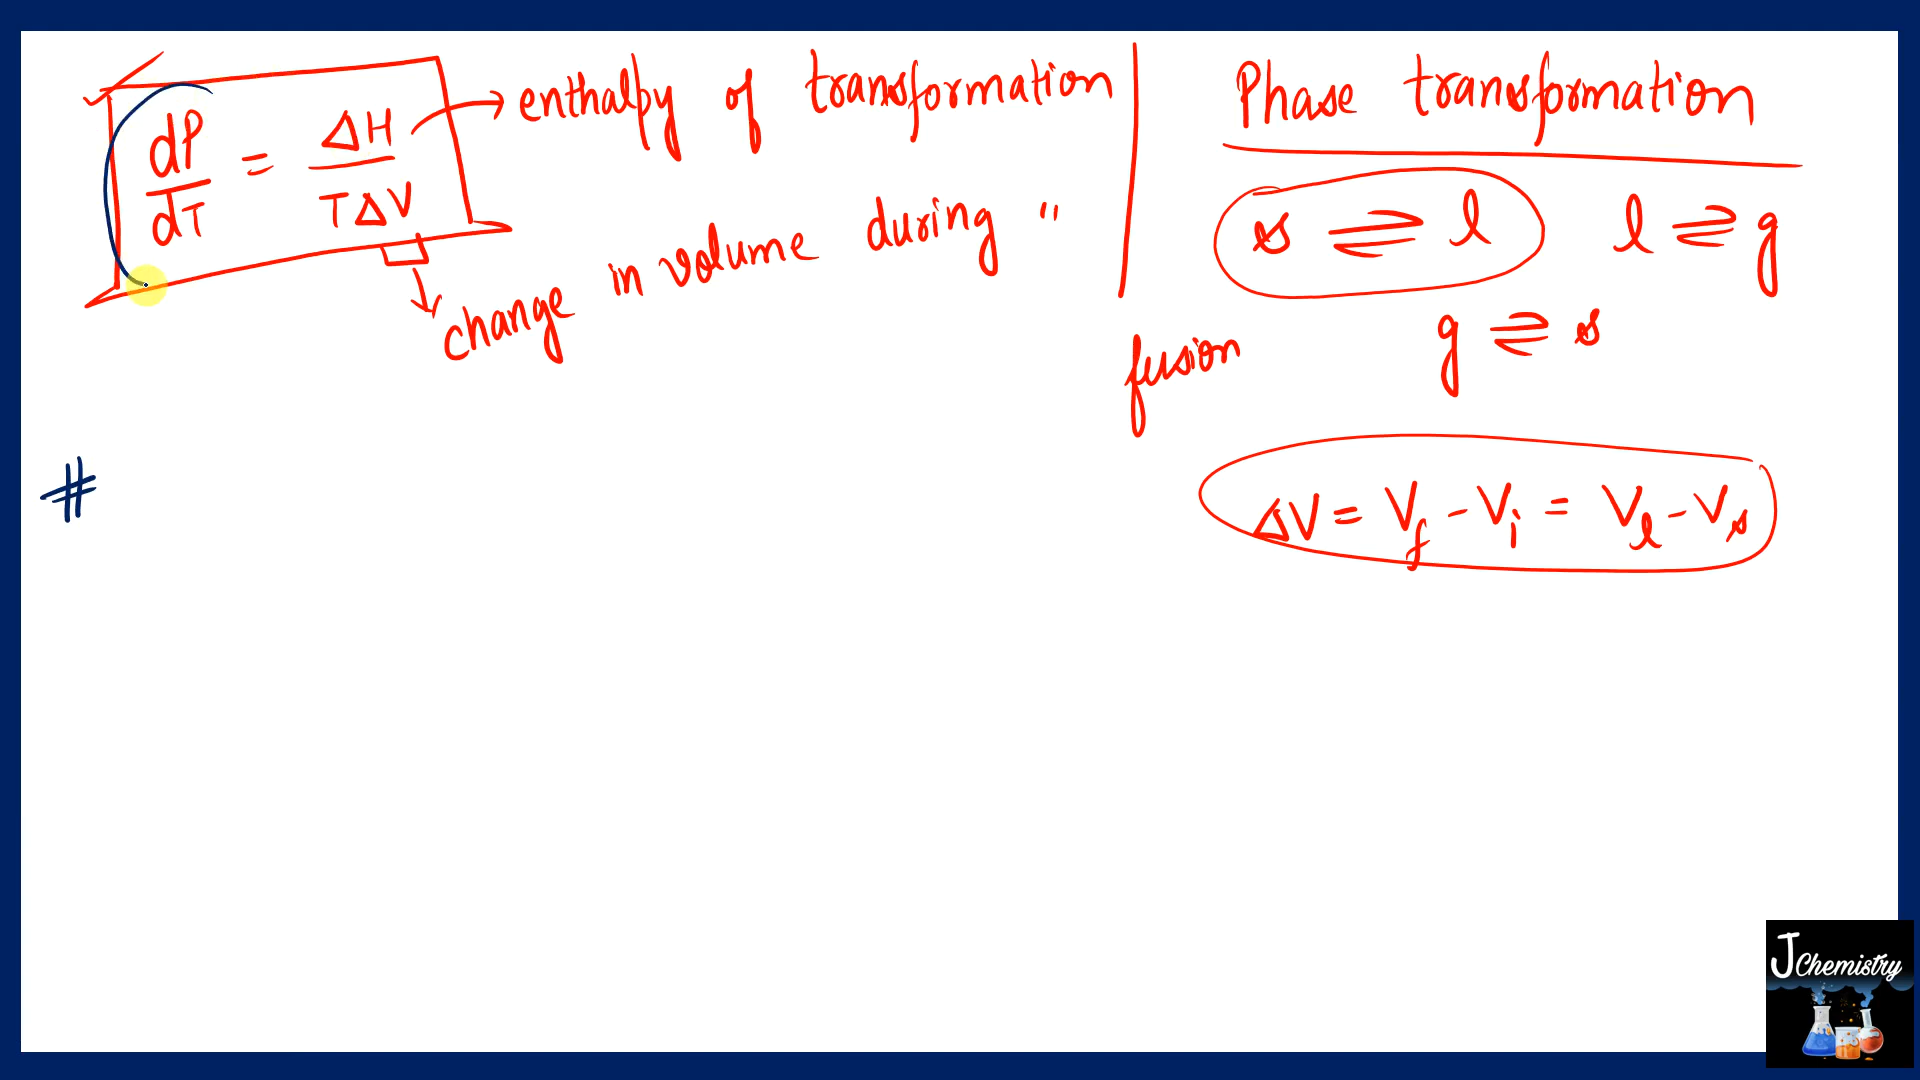 dP/dT = ΔH/TΔV → enthalpy of transformation
change in volume during "
Phase transformation
s ⇌ l l ⇌ g
g ⇌ s
fusion
ΔV = Vf - Vi = Vl - Vs
#
J Chemistry